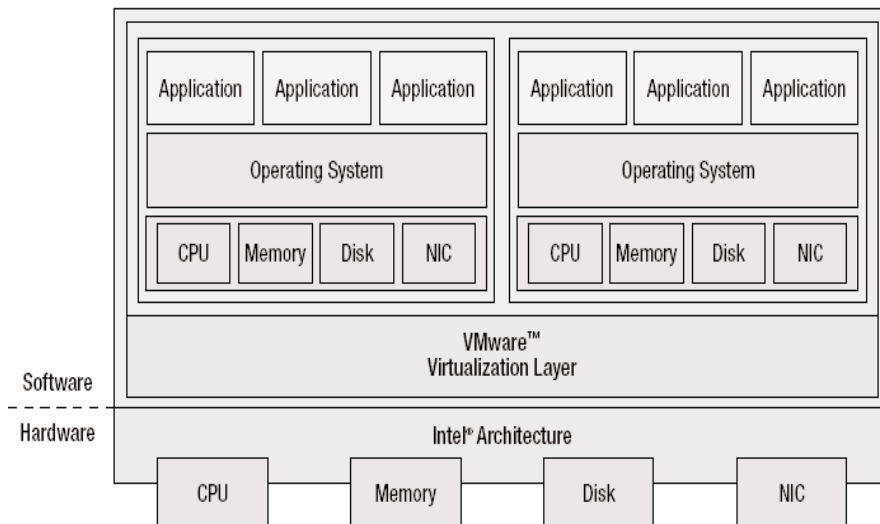 Application Application Application Application Application Application
Operating System Operating System
CPU Memory Disk NIC CPU Memory Disk NIC
VMware™
Virtualization Layer
Software
Hardware
Intel® Architecture
CPU Memory Disk NIC